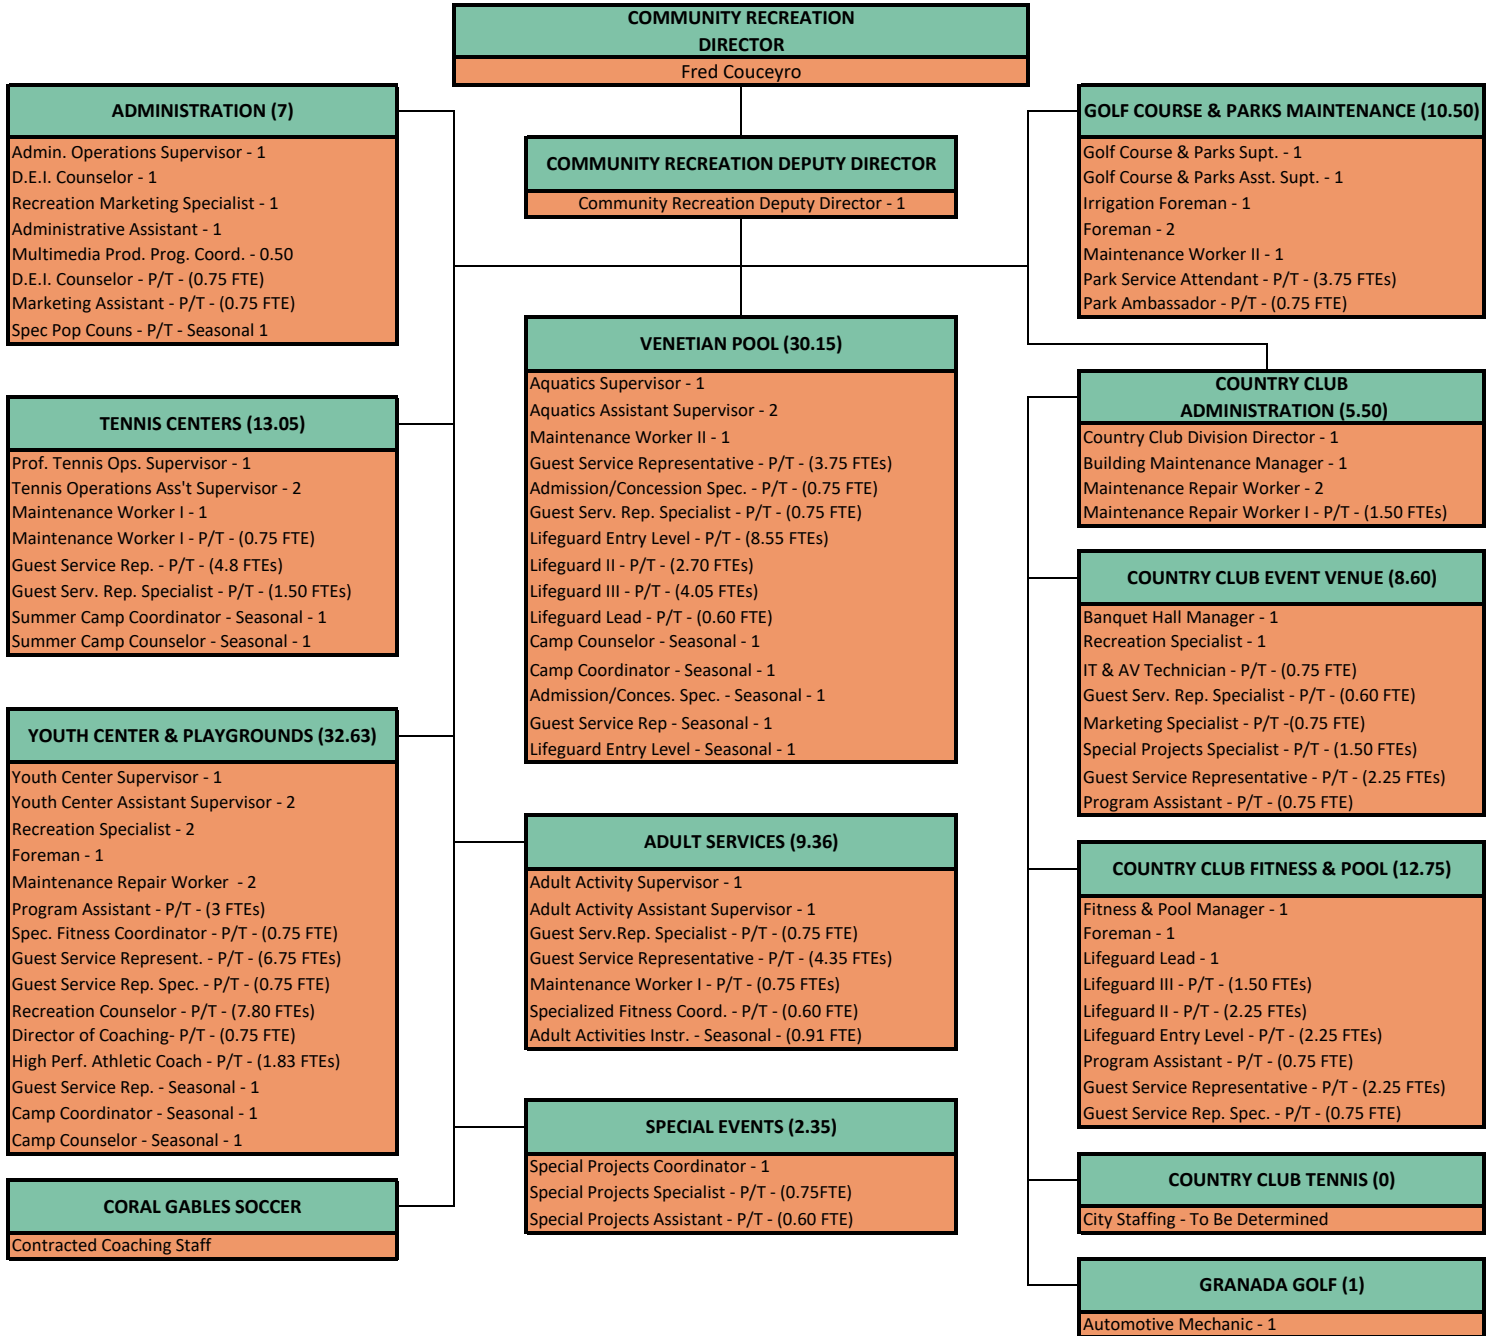 COMMUNITY RECREATION
DIRECTOR
Fred Couceyro
COMMUNITY RECREATION DEPUTY DIRECTOR
Community Recreation Deputy Director - 1
ADMINISTRATION (7)
Admin. Operations Supervisor - 1
D.E.I. Counselor - 1
Recreation Marketing Specialist - 1
Administrative Assistant - 1
Multimedia Prod. Prog. Coord. - 0.50
D.E.I. Counselor - P/T - (0.75 FTE)
Marketing Assistant - P/T - (0.75 FTE)
Spec Pop Couns - P/T - Seasonal 1
TENNIS CENTERS (13.05)
Prof. Tennis Ops. Supervisor - 1
Tennis Operations Ass't Supervisor - 2
Maintenance Worker I - 1
Maintenance Worker I - P/T - (0.75 FTE)
Guest Service Rep. - P/T - (4.8 FTEs)
Guest Serv. Rep. Specialist - P/T - (1.50 FTEs)
Summer Camp Coordinator - Seasonal - 1
Summer Camp Counselor - Seasonal - 1
YOUTH CENTER & PLAYGROUNDS (32.63)
Youth Center Supervisor - 1
Youth Center Assistant Supervisor - 2
Recreation Specialist - 2
Foreman - 1
Maintenance Repair Worker  - 2
Program Assistant - P/T - (3 FTEs)
Spec. Fitness Coordinator - P/T - (0.75 FTE)
Guest Service Represent. - P/T - (6.75 FTEs)
Guest Service Rep. Spec. - P/T - (0.75 FTE)
Recreation Counselor - P/T - (7.80 FTEs)
Director of Coaching- P/T - (0.75 FTE)
High Perf. Athletic Coach - P/T - (1.83 FTEs)
Guest Service Rep. - Seasonal - 1
Camp Coordinator - Seasonal - 1
Camp Counselor - Seasonal - 1
CORAL GABLES SOCCER
Contracted Coaching Staff
VENETIAN POOL (30.15)
Aquatics Supervisor - 1
Aquatics Assistant Supervisor - 2
Maintenance Worker II - 1
Guest Service Representative - P/T - (3.75 FTEs)
Admission/Concession Spec. - P/T - (0.75 FTE)
Guest Serv. Rep. Specialist - P/T - (0.75 FTE)
Lifeguard Entry Level - P/T - (8.55 FTEs)
Lifeguard II - P/T - (2.70 FTEs)
Lifeguard III - P/T - (4.05 FTEs)
Lifeguard Lead - P/T - (0.60 FTE)
Camp Counselor - Seasonal - 1
Camp Coordinator - Seasonal - 1
Admission/Conces. Spec. - Seasonal - 1
Guest Service Rep - Seasonal - 1
Lifeguard Entry Level - Seasonal - 1
ADULT SERVICES (9.36)
Adult Activity Supervisor - 1
Adult Activity Assistant Supervisor - 1
Guest Serv.Rep. Specialist - P/T - (0.75 FTE)
Guest Service Representative - P/T - (4.35 FTEs)
Maintenance Worker I - P/T - (0.75 FTEs)
Specialized Fitness Coord. - P/T - (0.60 FTE)
Adult Activities Instr. - Seasonal - (0.91 FTE)
SPECIAL EVENTS (2.35)
Special Projects Coordinator - 1
Special Projects Specialist - P/T - (0.75FTE)
Special Projects Assistant - P/T - (0.60 FTE)
GOLF COURSE & PARKS MAINTENANCE (10.50)
Golf Course & Parks Supt. - 1
Golf Course & Parks Asst. Supt. - 1
Irrigation Foreman - 1
Foreman - 2
Maintenance Worker II - 1
Park Service Attendant - P/T - (3.75 FTEs)
Park Ambassador - P/T - (0.75 FTE)
COUNTRY CLUB
ADMINISTRATION (5.50)
Country Club Division Director - 1
Building Maintenance Manager - 1
Maintenance Repair Worker - 2
Maintenance Repair Worker I - P/T - (1.50 FTEs)
COUNTRY CLUB EVENT VENUE (8.60)
Banquet Hall Manager - 1
Recreation Specialist - 1
IT & AV Technician - P/T - (0.75 FTE)
Guest Serv. Rep. Specialist - P/T - (0.60 FTE)
Marketing Specialist - P/T -(0.75 FTE)
Special Projects Specialist - P/T - (1.50 FTEs)
Guest Service Representative - P/T - (2.25 FTEs)
Program Assistant - P/T - (0.75 FTE)
COUNTRY CLUB FITNESS & POOL (12.75)
Fitness & Pool Manager - 1
Foreman - 1
Lifeguard Lead - 1
Lifeguard III - P/T - (1.50 FTEs)
Lifeguard II - P/T - (2.25 FTEs)
Lifeguard Entry Level - P/T - (2.25 FTEs)
Program Assistant - P/T - (0.75 FTE)
Guest Service Representative - P/T - (2.25 FTEs)
Guest Service Rep. Spec. - P/T - (0.75 FTE)
COUNTRY CLUB TENNIS (0)
City Staffing - To Be Determined
GRANADA GOLF (1)
Automotive Mechanic - 1